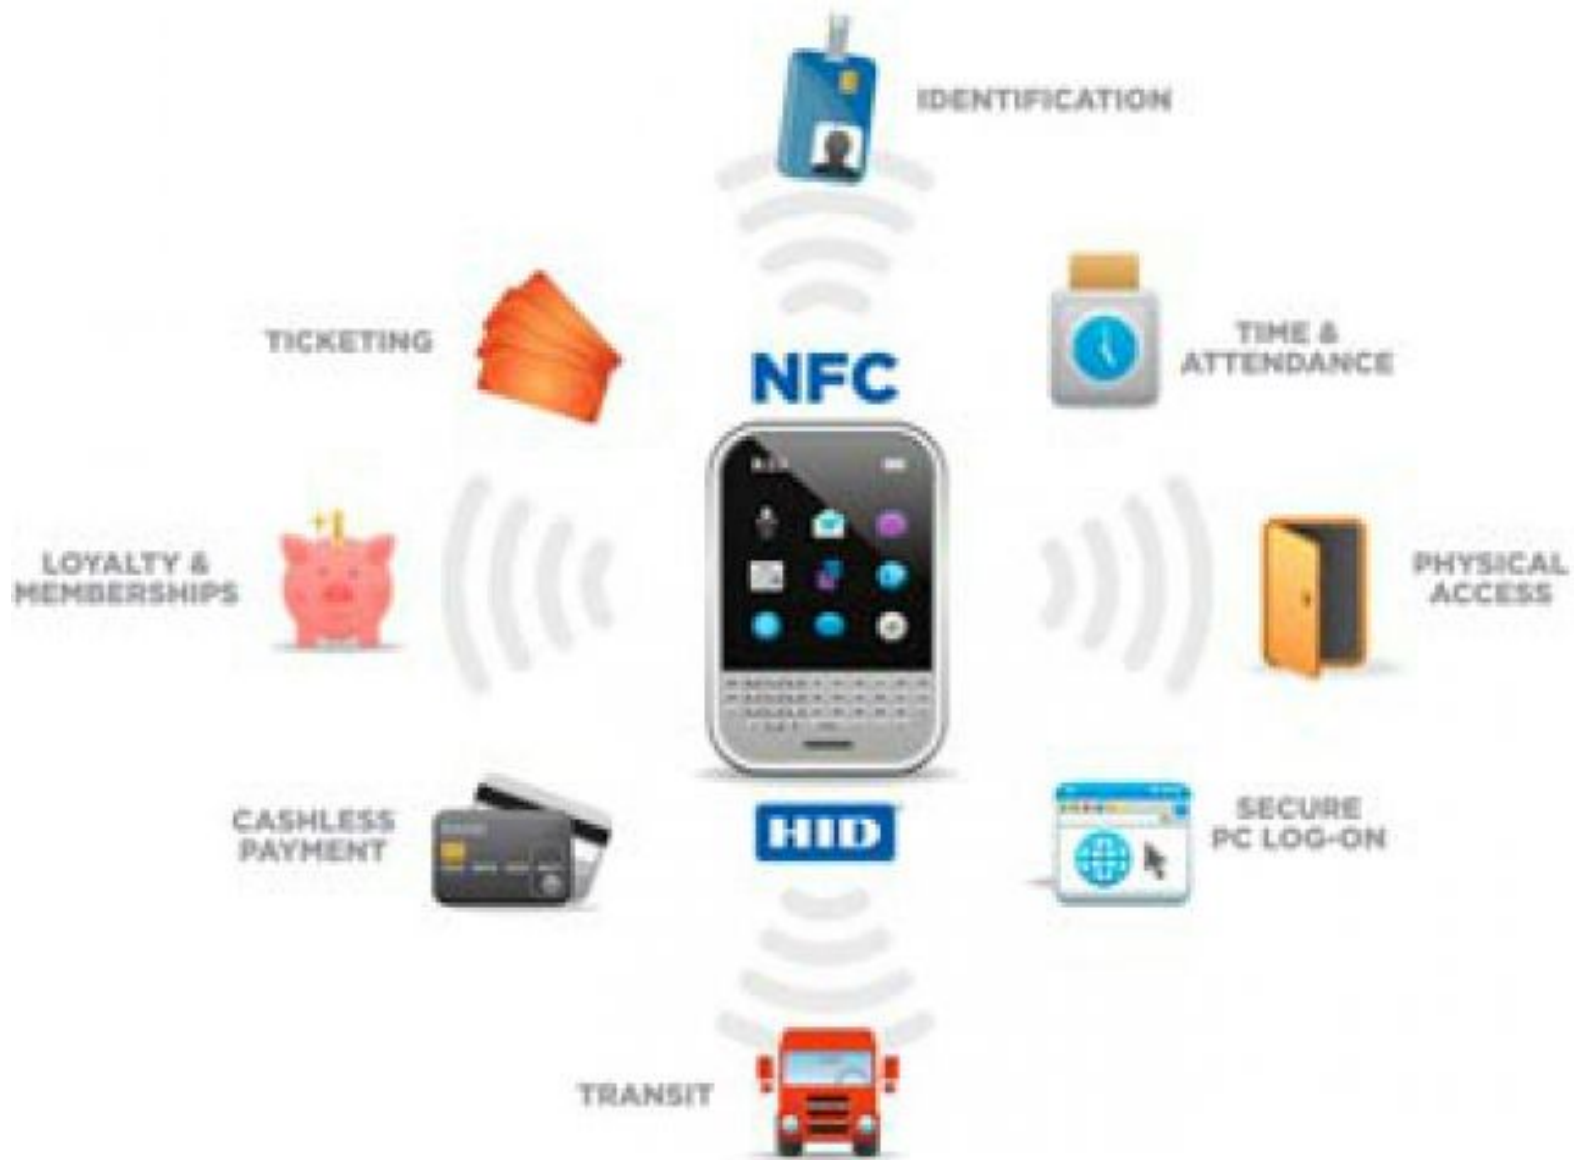 IDENTIFICATION
TICKETING
TIME &
ATTENDANCE
NFC
LOYALTY &
MEMBERSHIPS
PHYSICAL
ACCESS
CASHLESS
PAYMENT
HID
SECURE
PC LOG-ON
TRANSIT